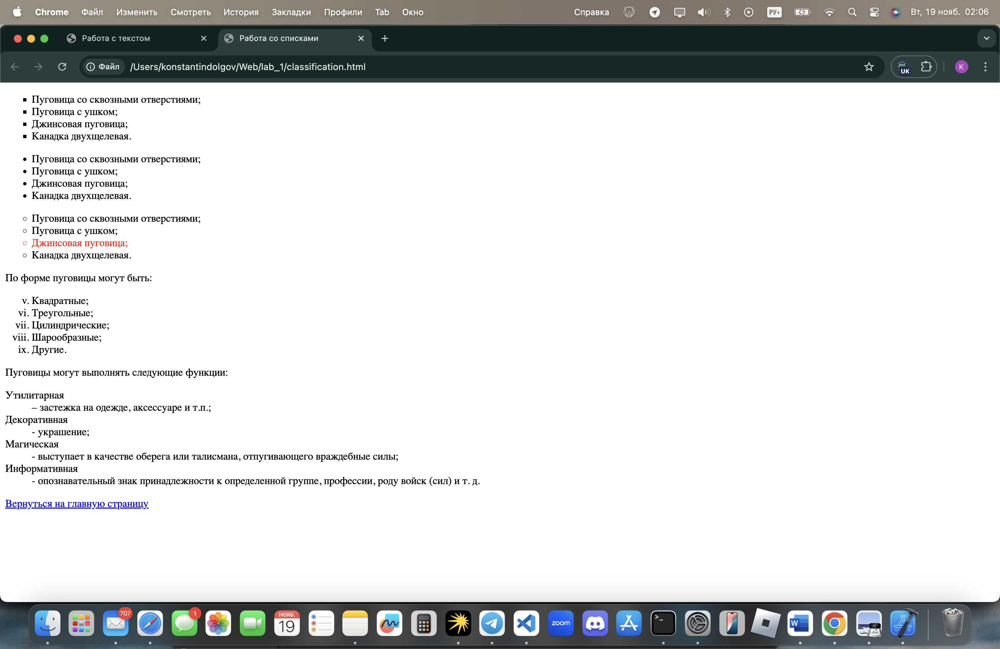 Chrome Файл Изменить Смотреть История Закладки Профили Tab Окно Справка РУ Вт, 19 нояб. 02:06
Работа с текстом Работа со списками
Файл /Users/konstantindolgov/Web/lab_1/classification.html UK K
Пуговица со сквозными отверстиями;
Пуговица с ушком;
Джинсовая пуговица;
Канадка двухщелевая.
Пуговица со сквозными отверстиями;
Пуговица с ушком;
Джинсовая пуговица;
Канадка двухщелевая.
Пуговица со сквозными отверстиями;
Пуговица с ушком;
Джинсовая пуговица;
Канадка двухщелевая.
По форме пуговицы могут быть:
v. Квадратные;
vi. Треугольные;
vii. Цилиндрические;
viii. Шарообразные;
ix. Другие.
Пуговицы могут выполнять следующие функции:
Утилитарная
– застежка на одежде, аксессуаре и т.п.;
Декоративная
- украшение;
Магическая
- выступает в качестве оберега или талисмана, отпугивающего враждебные силы;
Информативная
- опознавательный знак принадлежности к определенной группе, профессии, роду войск (сил) и т. д.
Вернуться на главную страницу
707 1 НОЯБ. 19 zoom >_ W